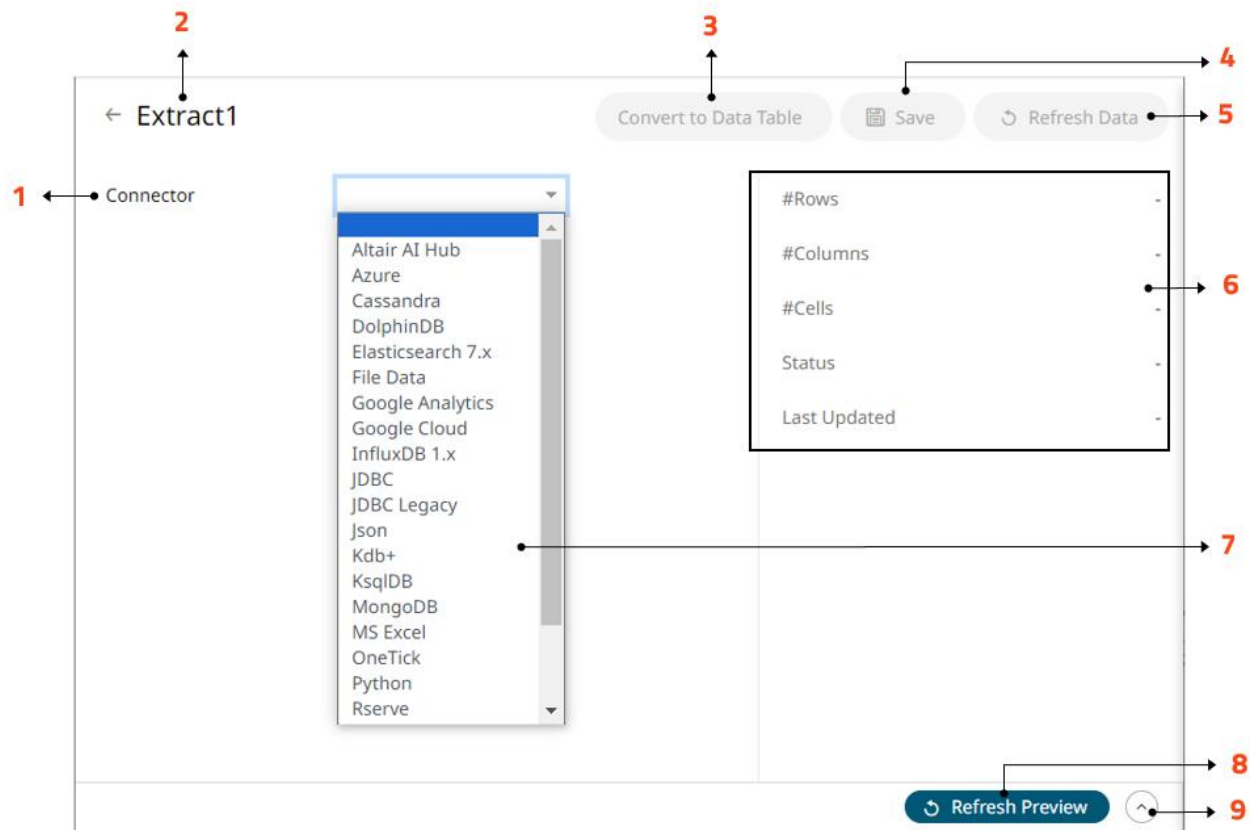 2
3
4
Extract1
Convert to Data Table
Save
Refresh Data
5
1
Connector
#Rows -
#Columns -
6
#Cells -
Status -
Last Updated -
Altair AI Hub
Azure
Cassandra
DolphinDB
Elasticsearch 7.x
File Data
Google Analytics
Google Cloud
InfluxDB 1.x
JDBC
JDBC Legacy
Json
Kdb+
7
KsqlDB
MongoDB
MS Excel
OneTick
Python
Rserve
8
Refresh Preview
9